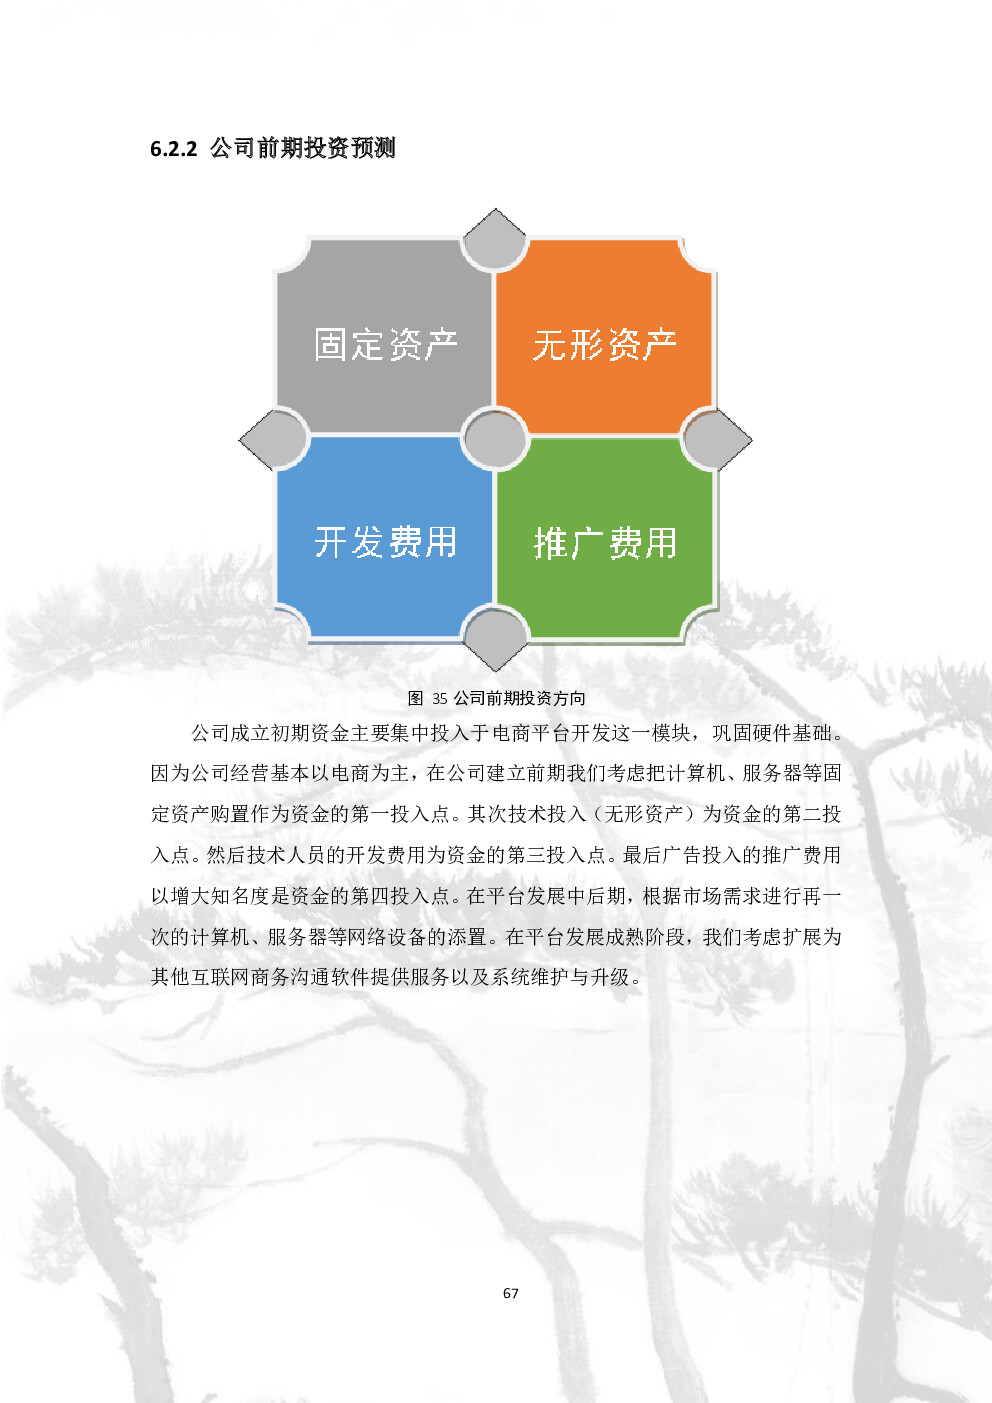 6.2.2 公司前期投资预测
固定资产
无形资产
开发费用
推广费用
图 35 公司前期投资方向
公司成立初期资金主要集中投入于电商平台开发这一模块，巩固硬件基础。
因为公司经营基本以电商为主，在公司建立前期我们考虑把计算机、服务器等固
定资产购置作为资金的第一投入点。其次技术投入（无形资产）为资金的第二投
入点。然后技术人员的开发费用为资金的第三投入点。最后广告投入的推广费用
以增大知名度是资金的第四投入点。在平台发展中后期，根据市场需求进行再一
次的计算机、服务器等网络设备的添置。在平台发展成熟阶段，我们考虑扩展为
其他互联网商务沟通软件提供服务以及系统维护与升级。
67